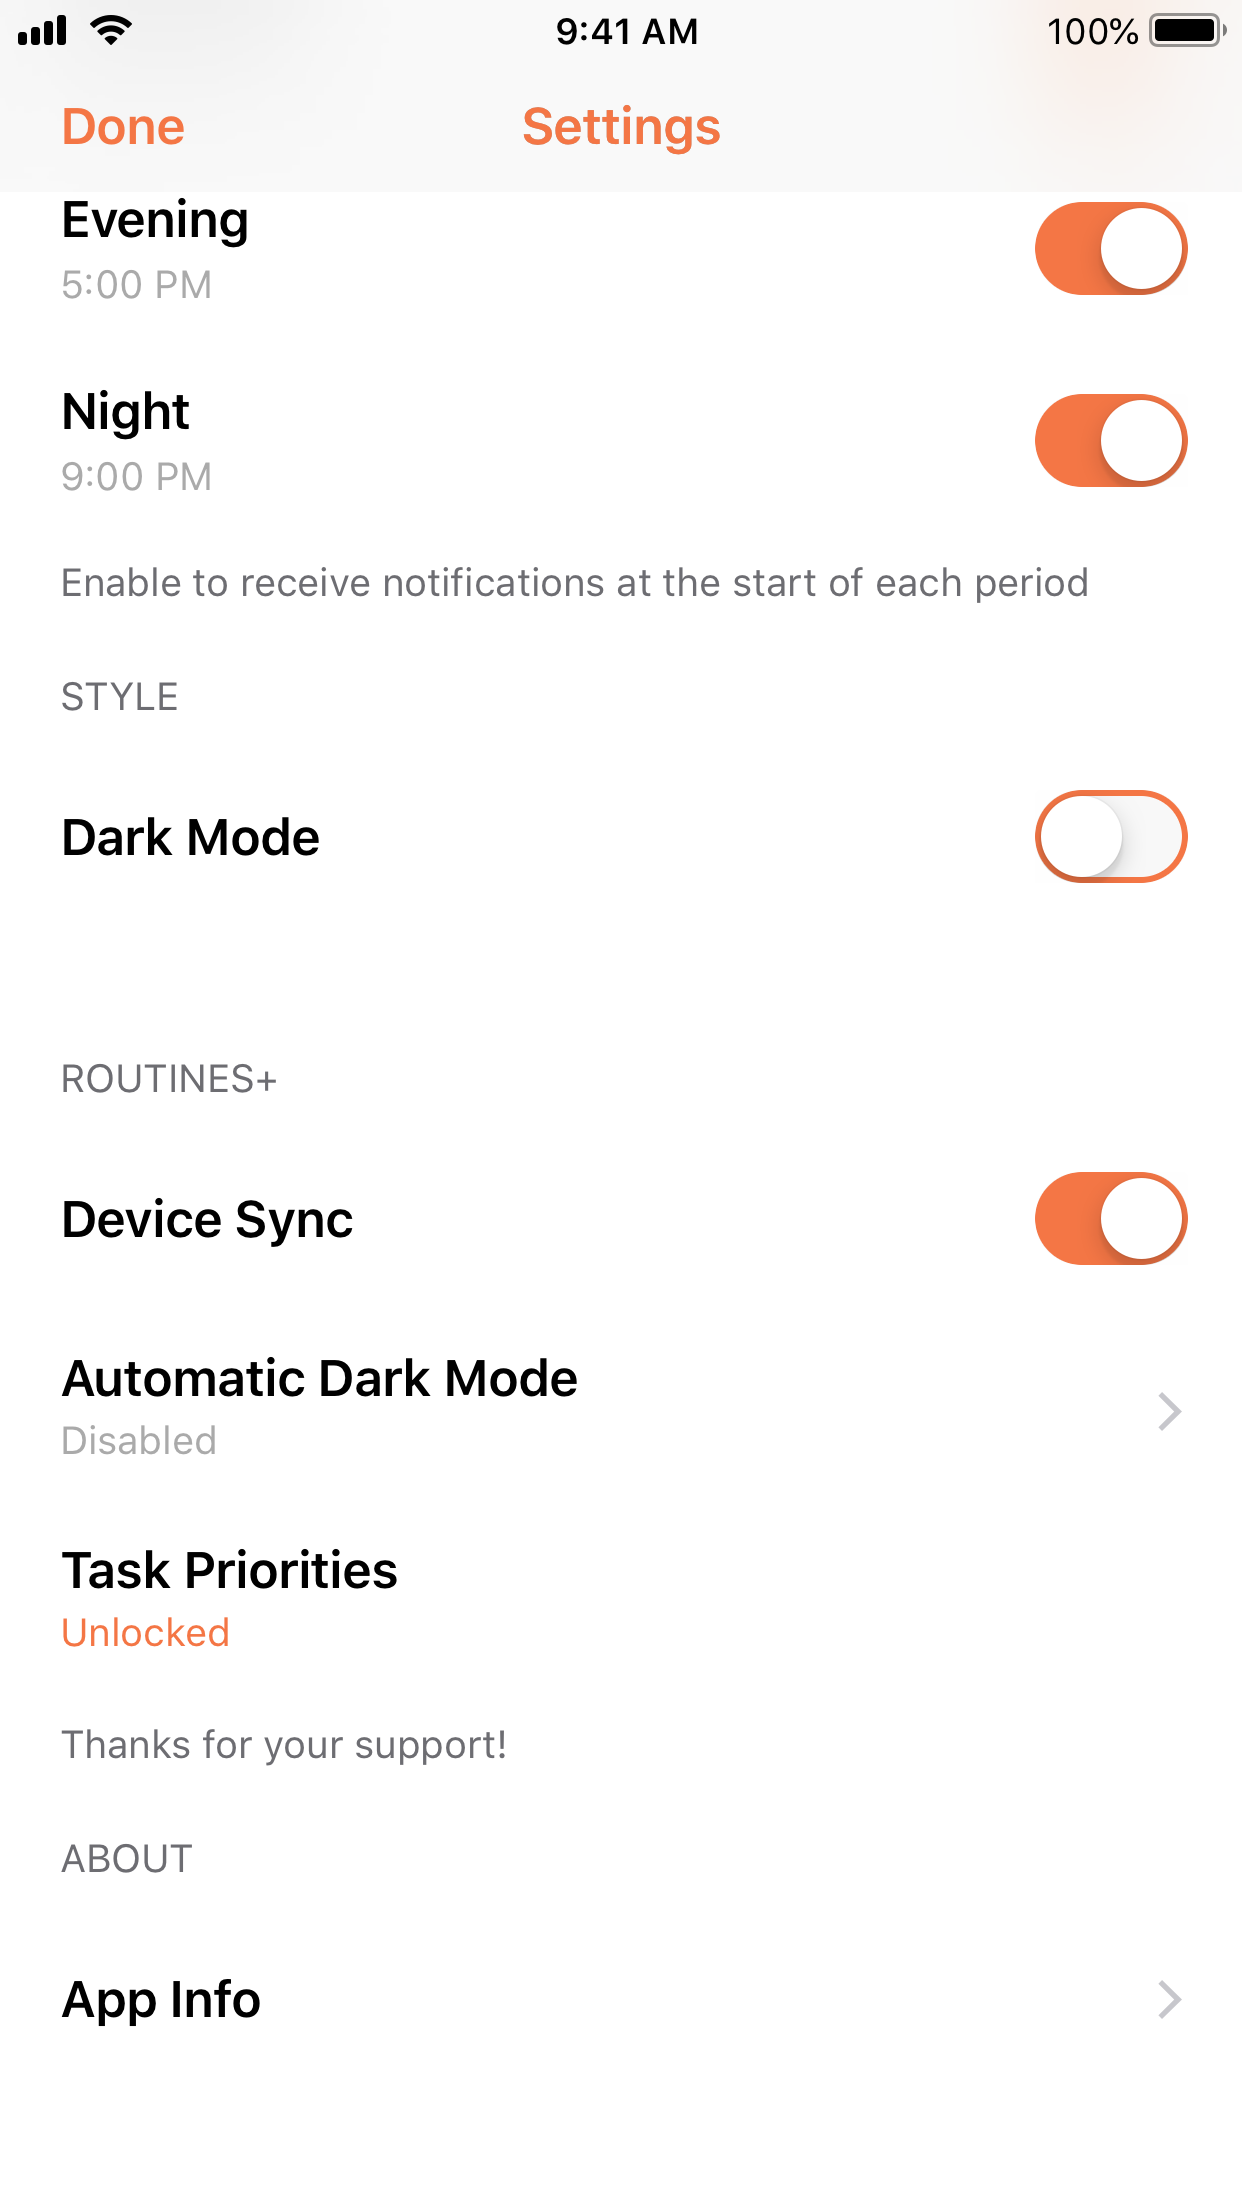 9:41 AM
100%
Done
Settings
Evening
5:00 PM
Night
9:00 PM
Enable to receive notifications at the start of each period
STYLE
Dark Mode
ROUTINES+
Device Sync
Automatic Dark Mode
Disabled
Task Priorities
Unlocked
Thanks for your support!
ABOUT
App Info